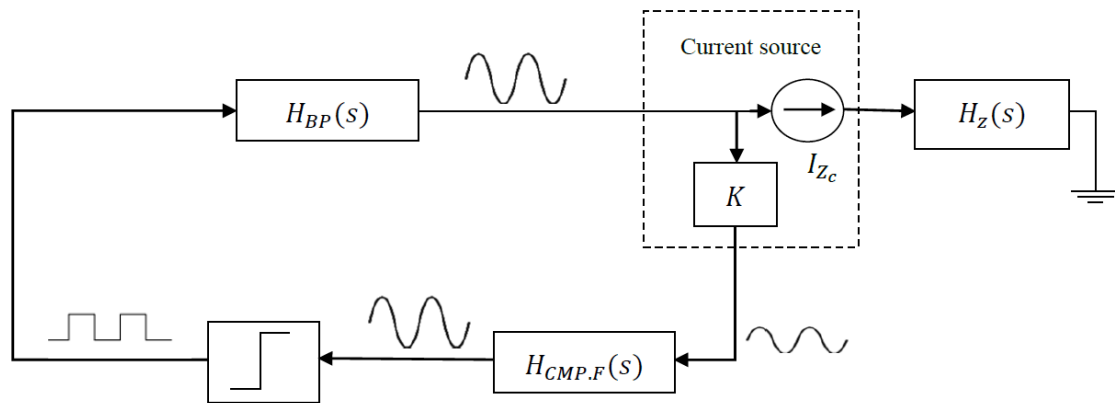 Current source
H_BP(s)
H_z(s)
I_Zc
K
H_CMP.F(s)